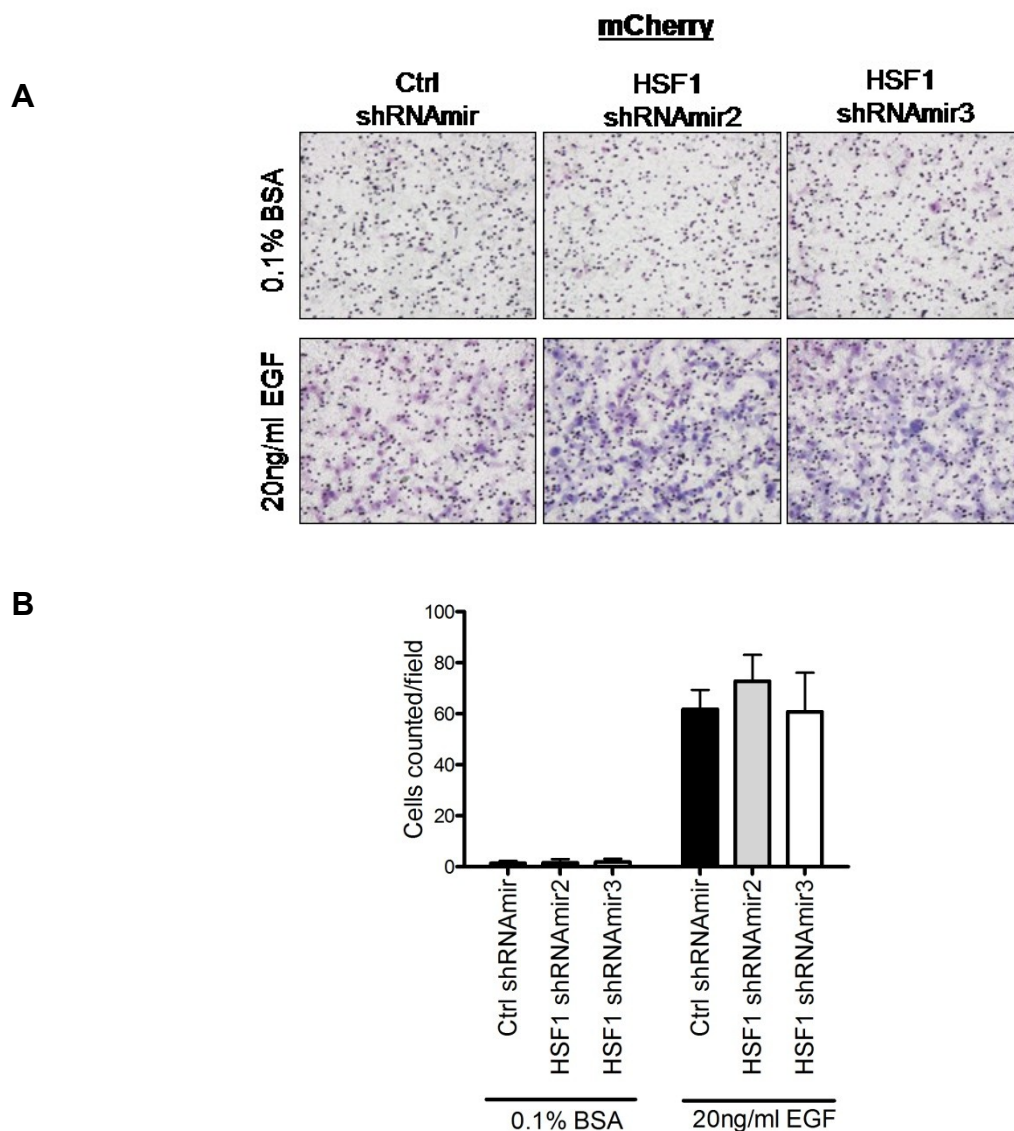 mCherry
A
Ctrl
shRNAmir
HSF1
shRNAmir2
HSF1
shRNAmir3
0.1% BSA
20ng/ml EGF
B
Cells counted/field
100
80
60
40
20
0
Ctrl shRNAmir
HSF1 shRNAmir2
HSF1 shRNAmir3
Ctrl shRNAmir
HSF1 shRNAmir2
HSF1 shRNAmir3
0.1% BSA
20ng/ml EGF